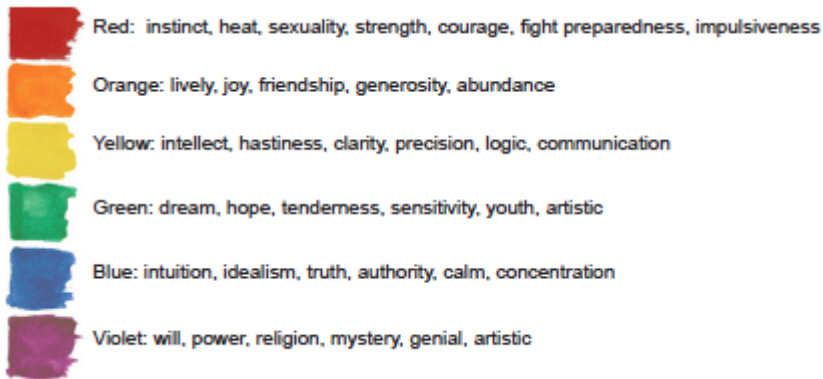 Red: instinct, heat, sexuality, strength, courage, fight preparedness, impulsiveness
Orange: lively, joy, friendship, generosity, abundance
Yellow: intellect, hastiness, clarity, precision, logic, communication
Green: dream, hope, tenderness, sensitivity, youth, artistic
Blue: intuition, idealism, truth, authority, calm, concentration
Violet: will, power, religion, mystery, genial, artistic